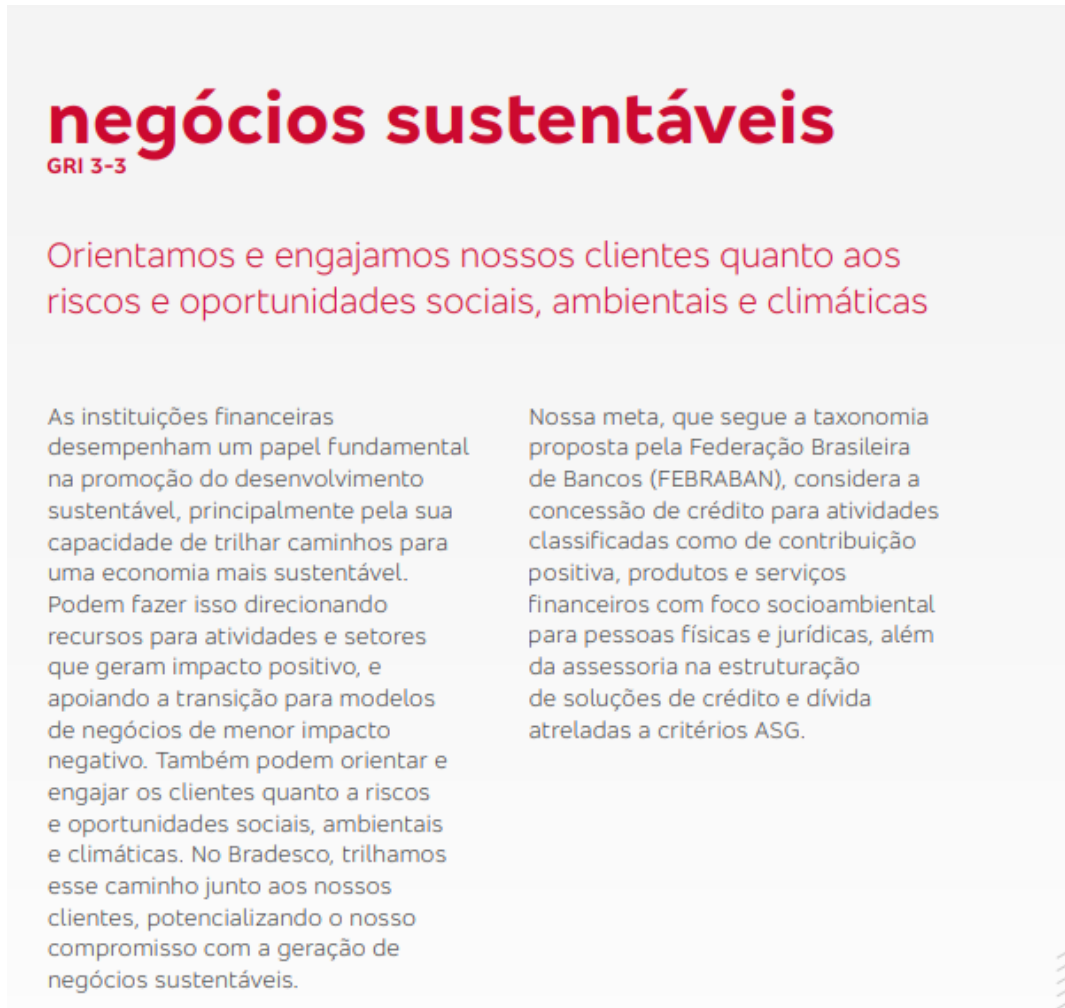 negócios sustentáveis
GRI 3-3
Orientamos e engajamos nossos clientes quanto aos
riscos e oportunidades sociais, ambientais e climáticas
As instituições financeiras
desempenham um papel fundamental
na promoção do desenvolvimento
sustentável, principalmente pela sua
capacidade de trilhar caminhos para
uma economia mais sustentável.
Podem fazer isso direcionando
recursos para atividades e setores
que geram impacto positivo, e
apoiando a transição para modelos
de negócios de menor impacto
negativo. Também podem orientar e
engajar os clientes quanto a riscos
e oportunidades sociais, ambientais
e climáticas. No Bradesco, trilhamos
esse caminho junto aos nossos
clientes, potencializando o nosso
compromisso com a geração de
negócios sustentáveis.
Nossa meta, que segue a taxonomia
proposta pela Federação Brasileira
de Bancos (FEBRABAN), considera a
concessão de crédito para atividades
classificadas como de contribuição
positiva, produtos e serviços
financeiros com foco socioambiental
para pessoas físicas e jurídicas, além
da assessoria na estruturação
de soluções de crédito e dívida
atreladas a critérios ASG.